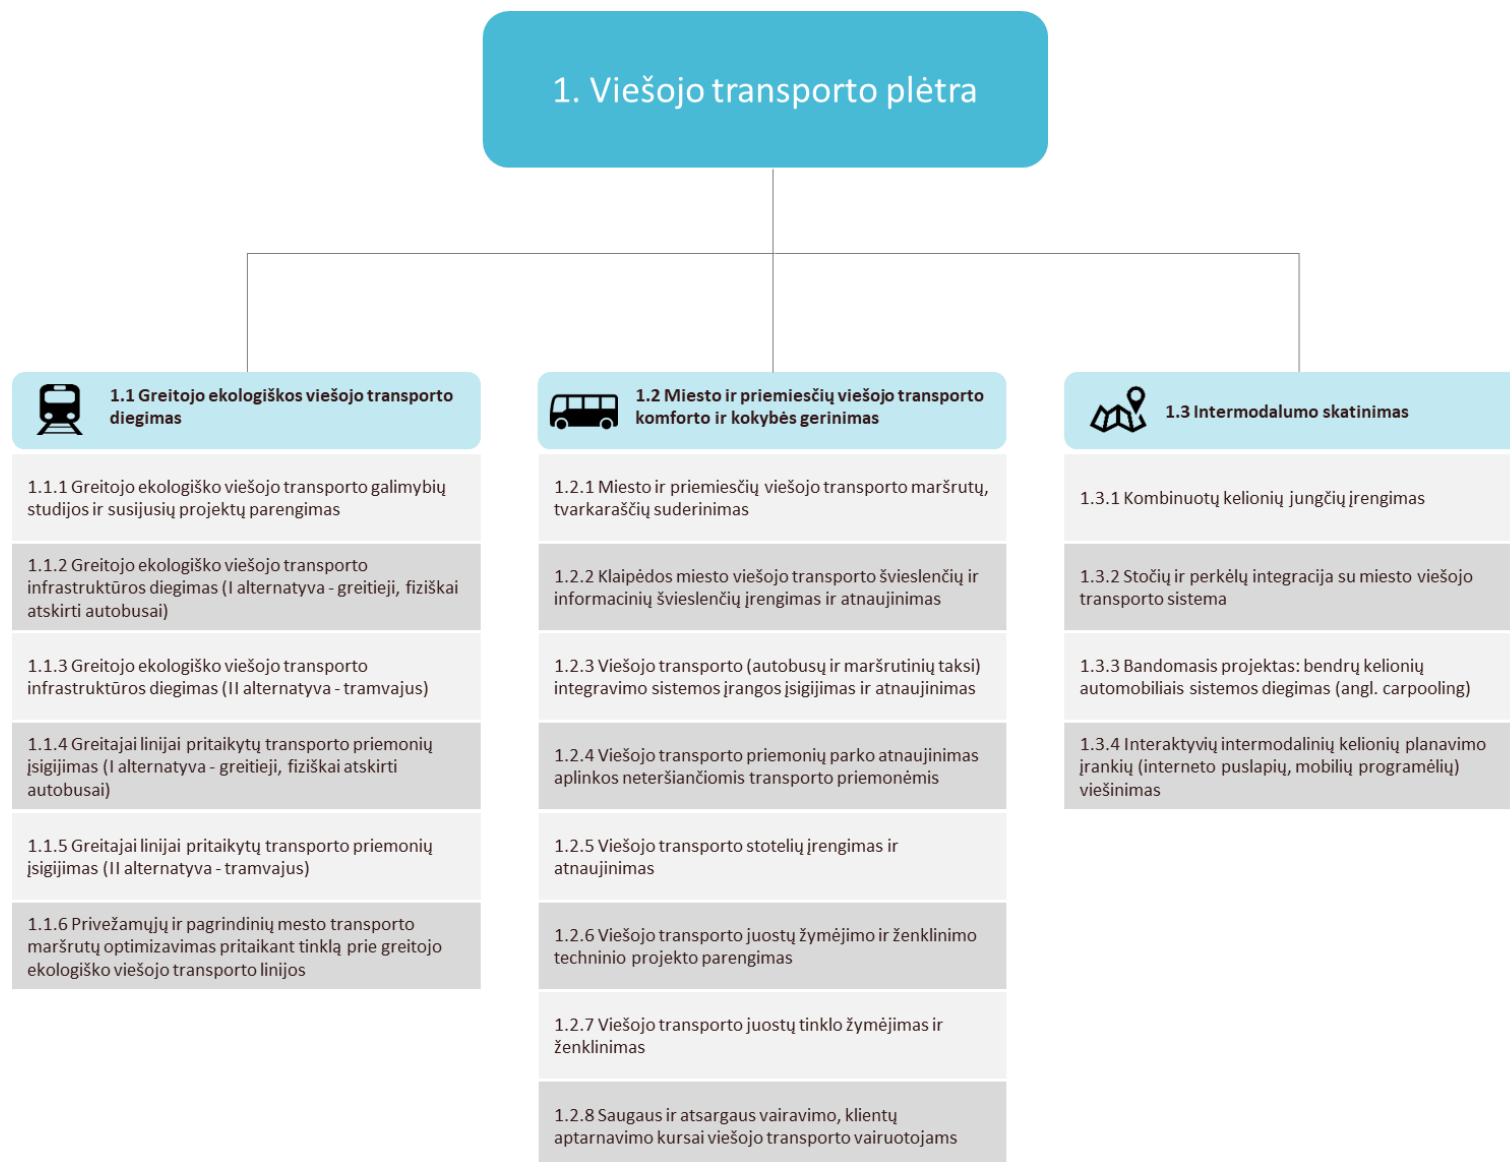 1. Viešojo transporto plėtra
1.1 Greitojo ekologiškos viešojo transporto
diegimas
1.1.1 Greitojo ekologiško viešojo transporto galimybių
studijos ir susijusių projektų parengimas
1.1.2 Greitojo ekologiško viešojo transporto
infrastruktūros diegimas (I alternatyva - greitieji, fiziškai
atskirti autobusai)
1.1.3 Greitojo ekologiško viešojo transporto
infrastruktūros diegimas (II alternatyva - tramvajus)
1.1.4 Greitajai linijai pritaikytų transporto priemonių
įsigijimas (I alternatyva - greitieji, fiziškai atskirti
autobusai)
1.1.5 Greitajai linijai pritaikytų transporto priemonių
įsigijimas (II alternatyva - tramvajus)
1.1.6 Privežamųjų ir pagrindinių mesto transporto
maršrutų optimizavimas pritaikant tinklą prie greitojo
ekologiško viešojo transporto linijos
1.2 Miesto ir priemiesčių viešojo transporto
komforto ir kokybės gerinimas
1.2.1 Miesto ir priemiesčių viešojo transporto maršrutų,
tvarkaraščių suderinimas
1.2.2 Klaipėdos miesto viešojo transporto švieslenčių ir
informacinių švieslenčių įrengimas ir atnaujinimas
1.2.3 Viešojo transporto (autobusų ir maršrutinių taksi)
integravimo sistemos įrangos įsigijimas ir atnaujinimas
1.2.4 Viešojo transporto priemonių parko atnaujinimas
aplinkos neteršiančiomis transporto priemonėmis
1.2.5 Viešojo transporto stotelių įrengimas ir
atnaujinimas
1.2.6 Viešojo transporto juostų žymėjimo ir ženklinimo
techninio projekto parengimas
1.2.7 Viešojo transporto juostų tinklo žymėjimas ir
ženklinimas
1.2.8 Saugaus ir atsargaus vairavimo, klientų
aptarnavimo kursai viešojo transporto vairuotojams
1.3 Intermodalumo skatinimas
1.3.1 Kombinuotų kelionių jungčių įrengimas
1.3.2 Stočių ir perkėlų integracija su miesto viešojo
transporto sistema
1.3.3 Bandomasis projektas: bendrų kelionių
automobiliais sistemos diegimas (angl. carpooling)
1.3.4 Interaktyvių intermodalinių kelionių planavimo
įrankių (interneto puslapių, mobilių programėlių)
viešinimas